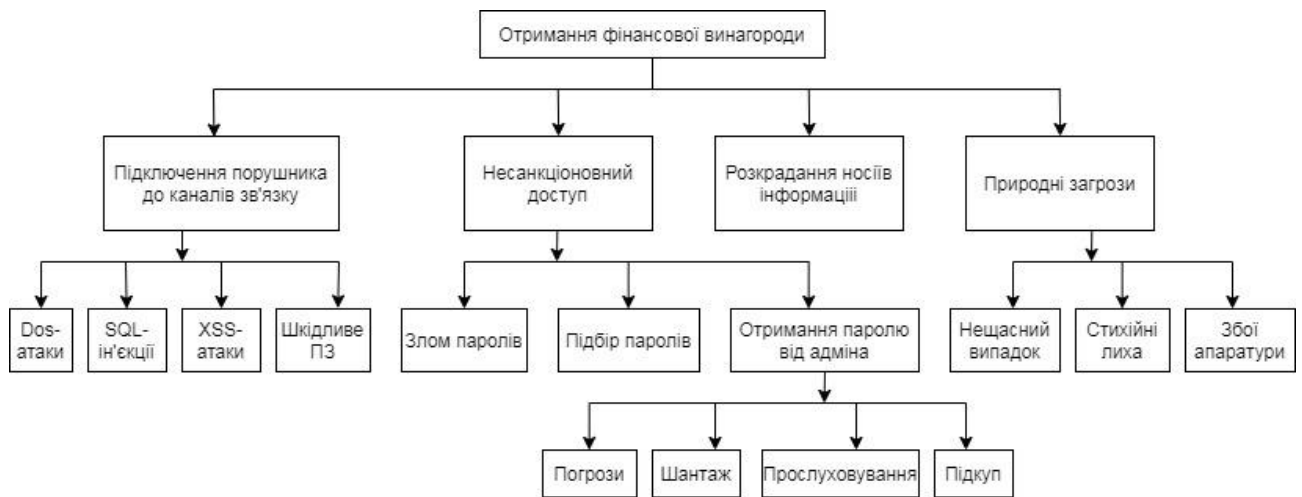 Отримання фінансової винагороди
Підключення порушника
до каналів зв'язку
Несанкціоновний
доступ
Розкрадання носіїв
інформаціії
Природні загрози
Dos-
атаки
SQL-
ін'єкції
XSS-
атаки
Шкідливе
ПЗ
Злом паролів
Підбір паролів
Отримання паролю
від адміна
Нещасний
випадок
Стихійні
лиха
Збої
апаратури
Погрози
Шантаж
Прослуховування
Підкуп